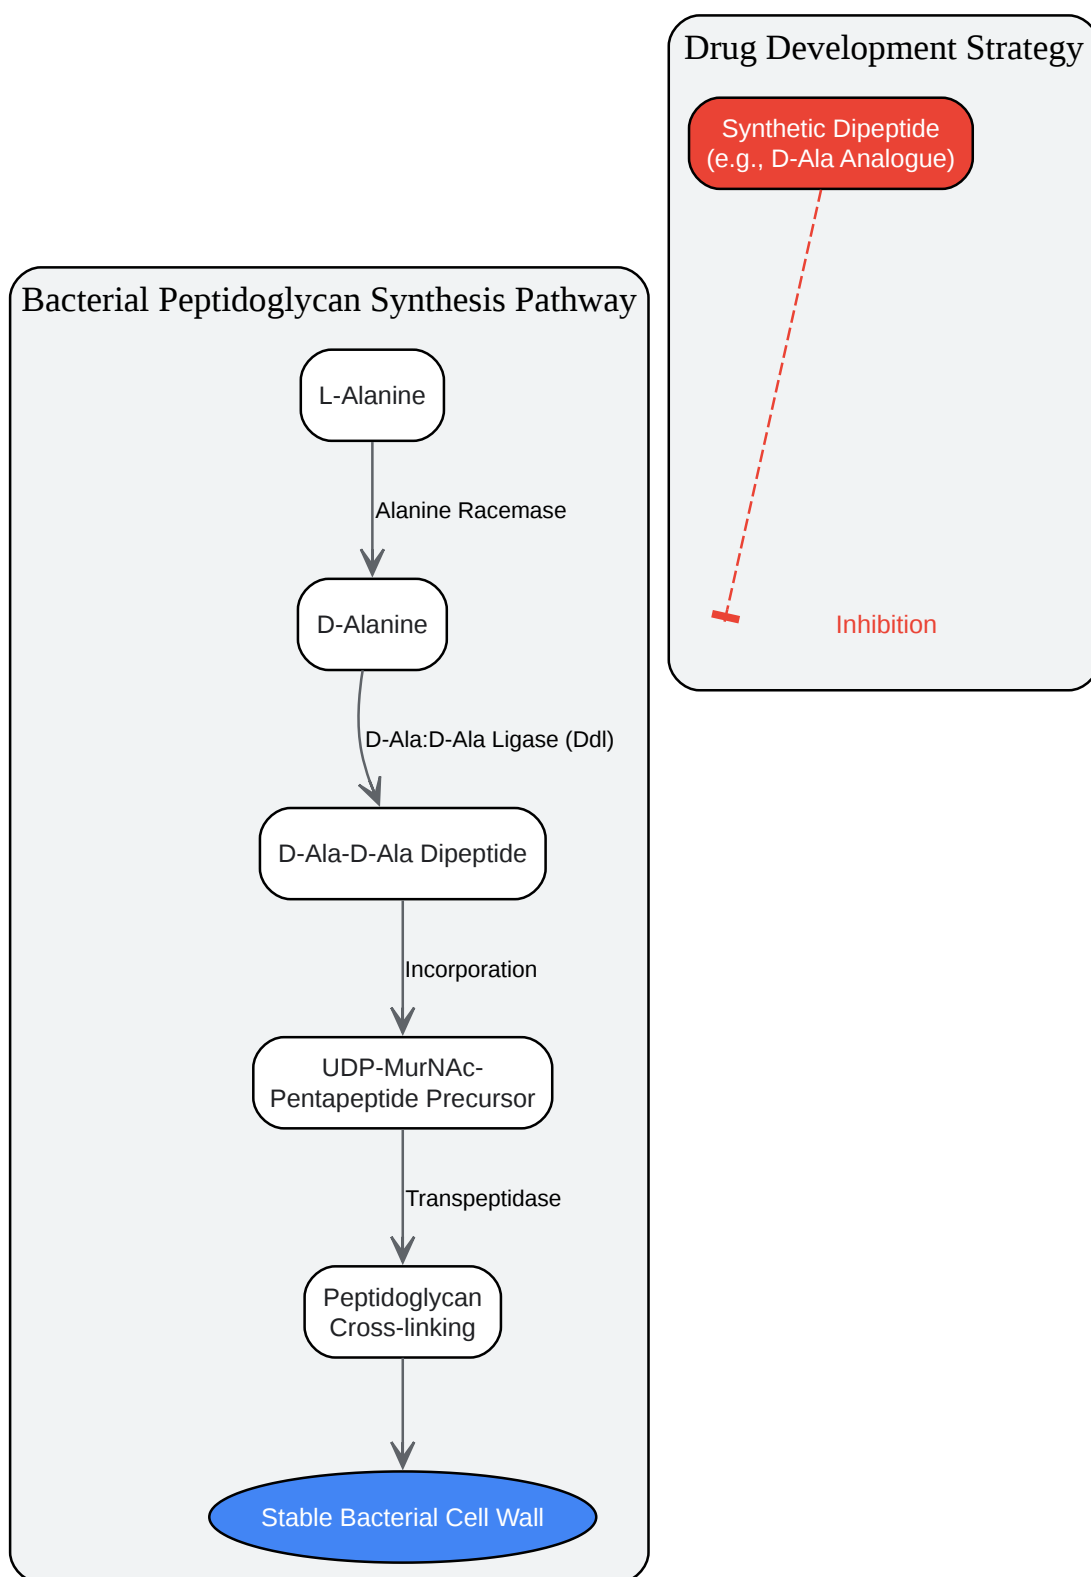 Drug Development Strategy
Synthetic Dipeptide
(e.g., D-Ala Analogue)
Inhibition
Bacterial Peptidoglycan Synthesis Pathway
L-Alanine
Alanine Racemase
D-Alanine
D-Ala:D-Ala Ligase (Ddl)
D-Ala-D-Ala Dipeptide
Incorporation
UDP-MurNAc-
Pentapeptide Precursor
Transpeptidase
Peptidoglycan
Cross-linking
Stable Bacterial Cell Wall